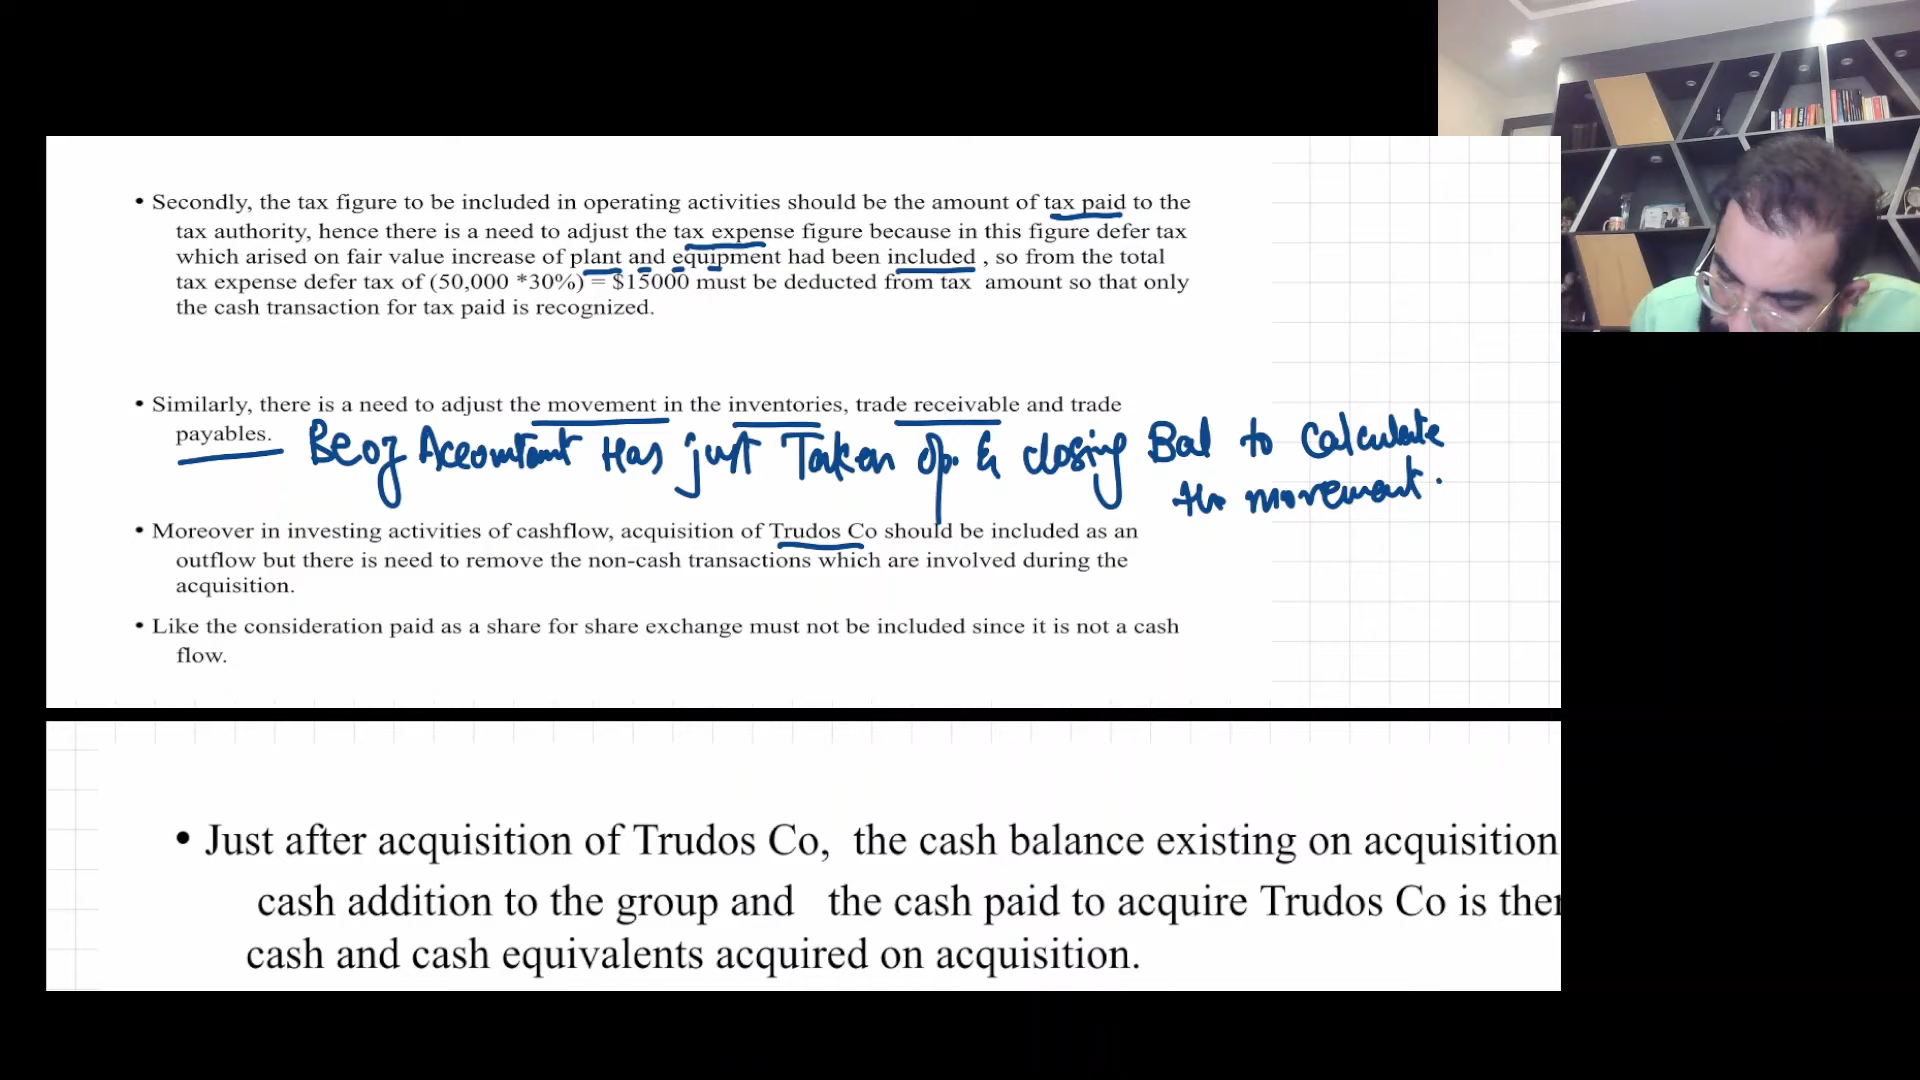 • Secondly, the tax figure to be included in operating activities should be the amount of tax paid to the
tax authority, hence there is a need to adjust the tax expense figure because in this figure defer tax
which arised on fair value increase of plant and equipment had been included , so from the total
tax expense defer tax of (50,000 *30%) = $15000 must be deducted from tax amount so that only
the cash transaction for tax paid is recognized.
• Similarly, there is a need to adjust the movement in the inventories, trade receivable and trade
payables.
Becoz Accountant Has just Taken op. & closing Bal to Calculate
the movement.
• Moreover in investing activities of cashflow, acquisition of Trudos Co should be included as an
outflow but there is need to remove the non-cash transactions which are involved during the
acquisition.
• Like the consideration paid as a share for share exchange must not be included since it is not a cash
flow.
• Just after acquisition of Trudos Co, the cash balance existing on acquisition
cash addition to the group and the cash paid to acquire Trudos Co is
cash and cash equivalents acquired on acquisition.